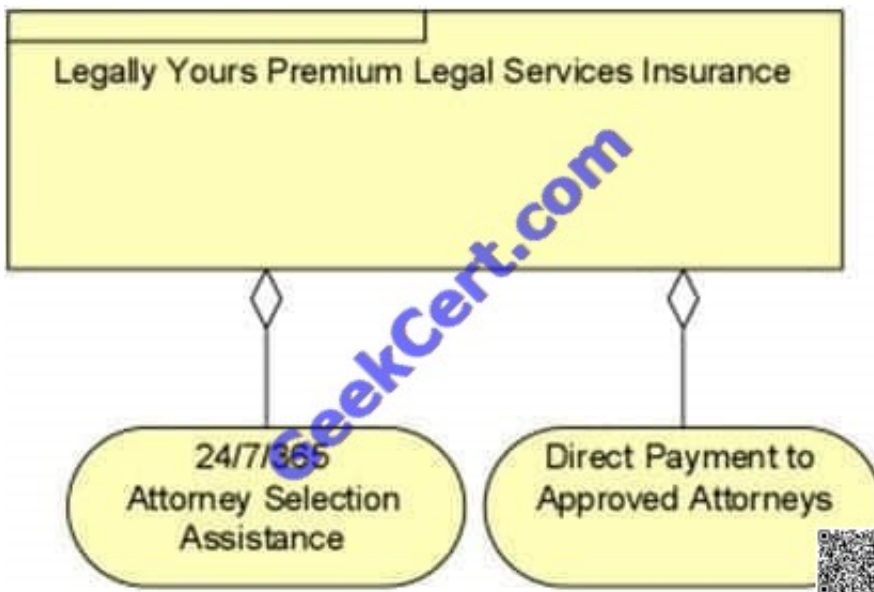 Legally Yours Premium Legal Services Insurance
GeekCert.com
24/7/365
Attorney Selection
Assistance
Direct Payment to
Approved Attorneys